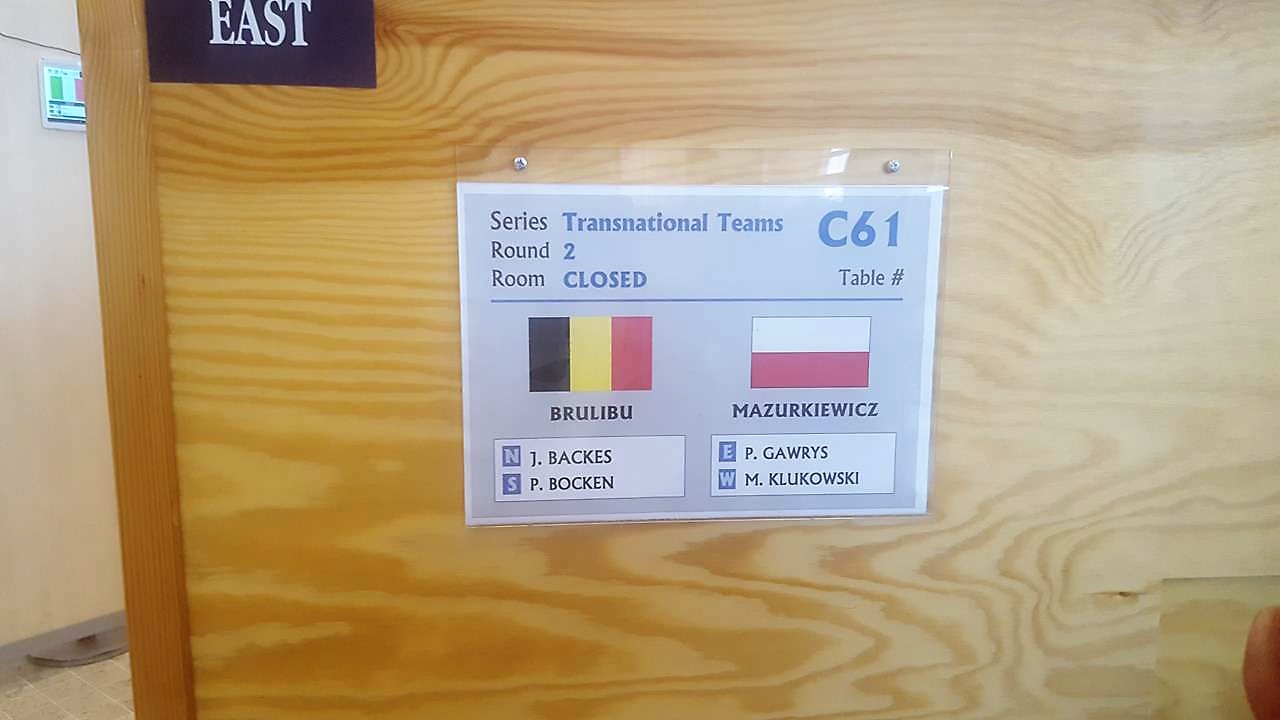 EAST
Series Transnational Teams C61
Round 2
Room CLOSED Table #
BRULIBU MAZURKIEWICZ
N J. BACKES
S P. BOCKEN
E P. GAWRYS
W M. KLUKOWSKI